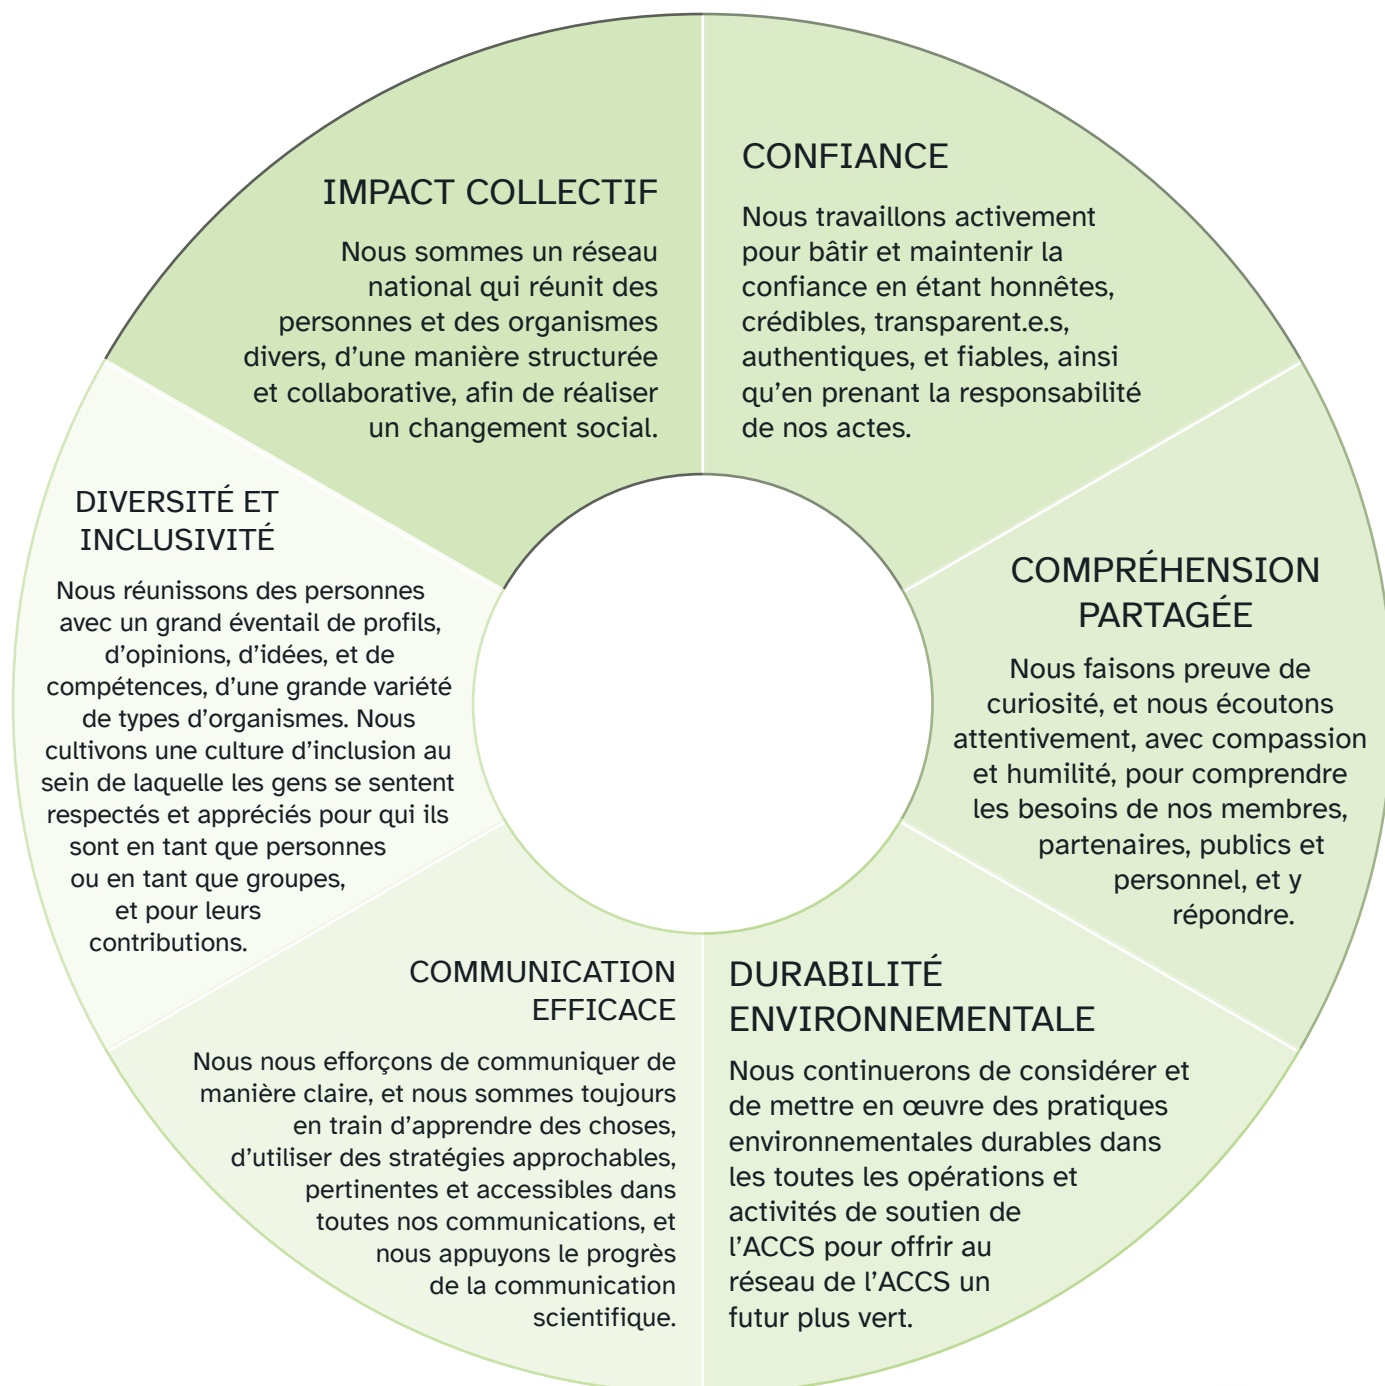 IMPACT COLLECTIF
Nous sommes un réseau
national qui réunit des
personnes et des organismes
divers, d’une manière structurée
et collaborative, afin de réaliser
un changement social.
CONFIANCE
Nous travaillons activement
pour bâtir et maintenir la
confiance en étant honnêtes,
crédibles, transparent.e.s,
authentiques, et fiables, ainsi
qu’en prenant la responsabilité
de nos actes.
COMPRÉHENSION
PARTAGÉE
Nous faisons preuve de
curiosité, et nous écoutons
attentivement, avec compassion
et humilité, pour comprendre
les besoins de nos membres,
partenaires, publics et
personnel, et y
répondre.
DURABILITÉ
ENVIRONNEMENTALE
Nous continuerons de considérer et
de mettre en œuvre des pratiques
environnementales durables dans
les toutes les opérations et
activités de soutien de
l’ACCS pour offrir au
réseau de l’ACCS un
futur plus vert.
COMMUNICATION
EFFICACE
Nous nous efforçons de communiquer de
manière claire, et nous sommes toujours
en train d’apprendre des choses,
d’utiliser des stratégies approchables,
pertinentes et accessibles dans
toutes nos communications, et
nous appuyons le progrès
de la communication
scientifique.
DIVERSITÉ ET
INCLUSIVITÉ
Nous réunissons des personnes
avec un grand éventail de profils,
d’opinions, d’idées, et de
compétences, d’une grande variété
de types d’organismes. Nous
cultivons une culture d’inclusion au
sein de laquelle les gens se sentent
respectés et appréciés pour qui ils
sont en tant que personnes
ou en tant que groupes,
et pour leurs
contributions.